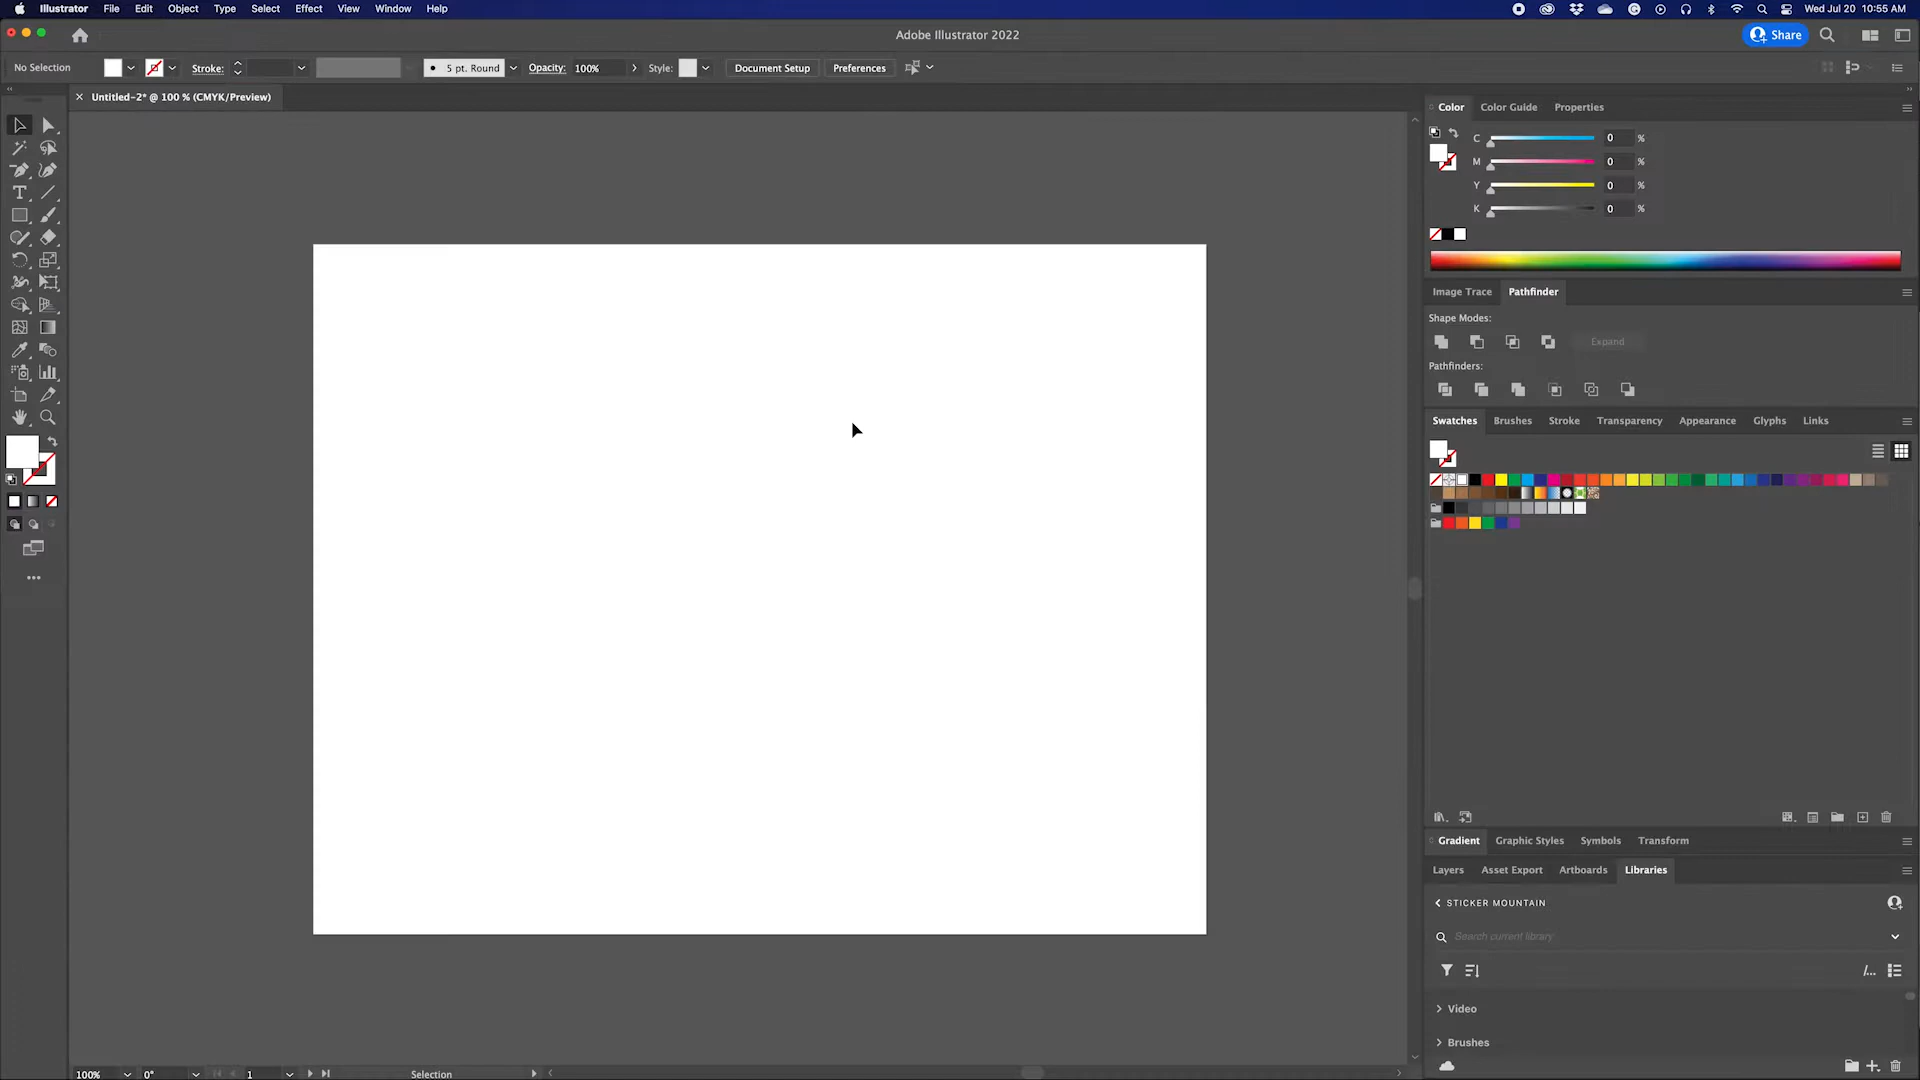 Illustrator File Edit Object Type Select Effect View Window Help Wed Jul 20 10:55 AM
Adobe Illustrator 2022 Share
No Selection Stroke: 5 pt. Round Opacity: 100% Style: Document Setup Preferences
Untitled-2* @ 100 % (CMYK/Preview)
Color Color Guide Properties
C 0 %
M 0 %
Y 0 %
K 0 %
Image Trace Pathfinder
Shape Modes:
Expand
Pathfinders:
Swatches Brushes Stroke Transparency Appearance Glyphs Links
Gradient Graphic Styles Symbols Transform
Layers Asset Export Artboards Libraries
STICKER MOUNTAIN
Search current library
/...
Video
Brushes
100% 0° 1 Selection